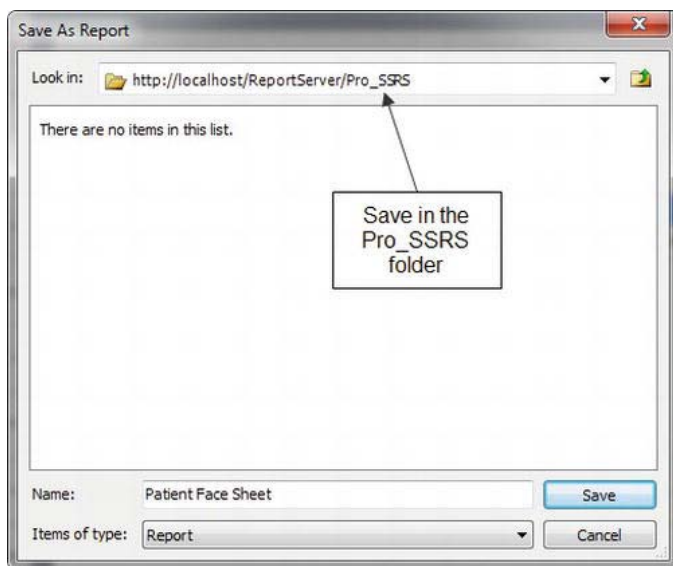 Save As Report
Look in: http://localhost/ReportServer/Pro_SSRS
There are no items in this list.
Save in the
Pro_SSRS
folder
Name: Patient Face Sheet Save
Items of type: Report Cancel